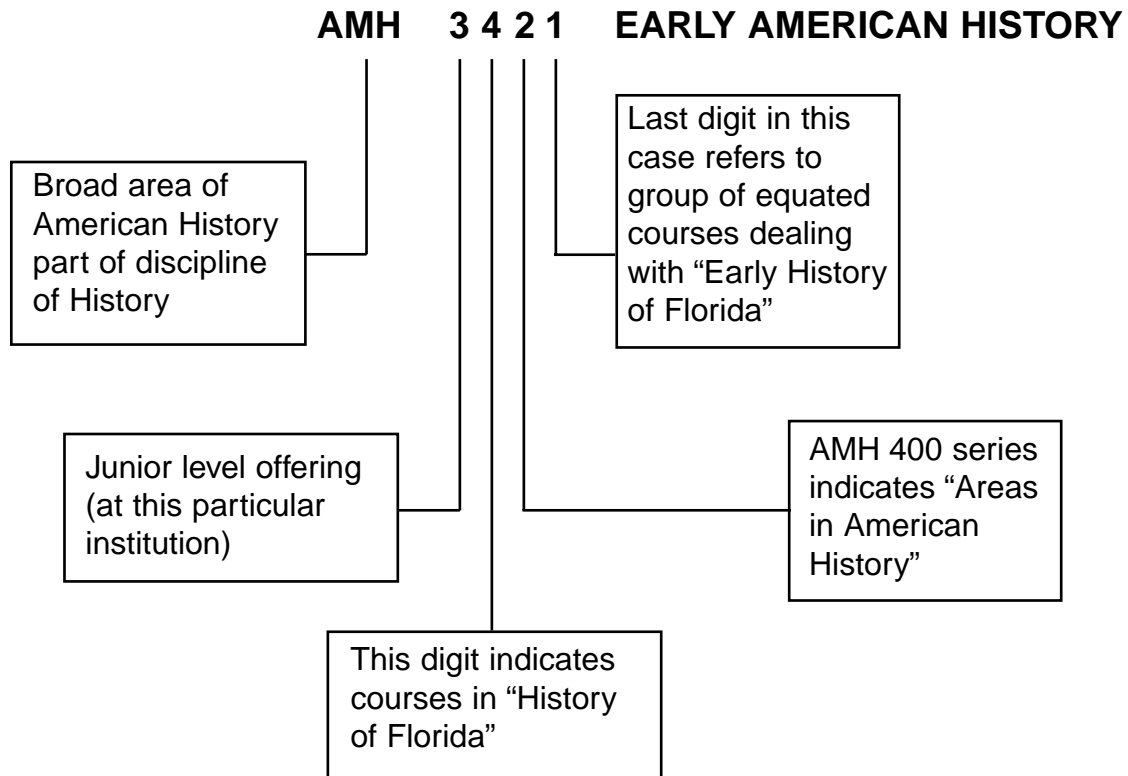 AMH 3 4 2 1 EARLY AMERICAN HISTORY
Broad area of
American History
part of discipline
of History
Last digit in this
case refers to
group of equated
courses dealing
with “Early History
of Florida”
Junior level offering
(at this particular
institution)
AMH 400 series
indicates “Areas
in American
History”
This digit indicates
courses in “History
of Florida”